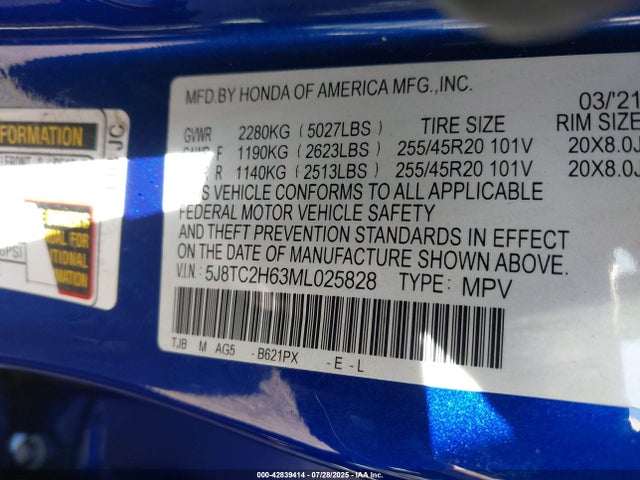 MFD.BY HONDA OF AMERICA MFG.,INC.
03/'21
GVWR 2280KG (5027LBS) TIRE SIZE RIM SIZE
F 1190KG (2623LBS) 255/45R20 101V 20X8.0J
R 1140KG (2513LBS) 255/45R20 101V 20X8.0J
VEHICLE CONFORMS TO ALL APPLICABLE
FEDERAL MOTOR VEHICLE SAFETY
AND THEFT PREVENTION STANDARDS IN EFFECT
ON THE DATE OF MANUFACTURE SHOWN ABOVE.
V.I.N: 5J8TC2H63ML025828 TYPE: MPV
TJB M AG5 -B621PX -E-L
FORMATION
JC
FRONT
FOR
000-42839414 | 07/28/2025 - IAA Inc.